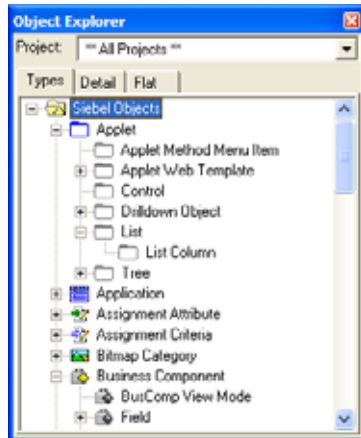 Object Explorer
Project: ** All Projects **
Types Detail Flat
Siebel Objects
Applet
Applet Method Menu Item
Applet Web Template
Control
Drilldown Object
List
List Column
Tree
Application
Assignment Attribute
Assignment Criteria
Bitmap Category
Business Component
BusComp View Mode
Field